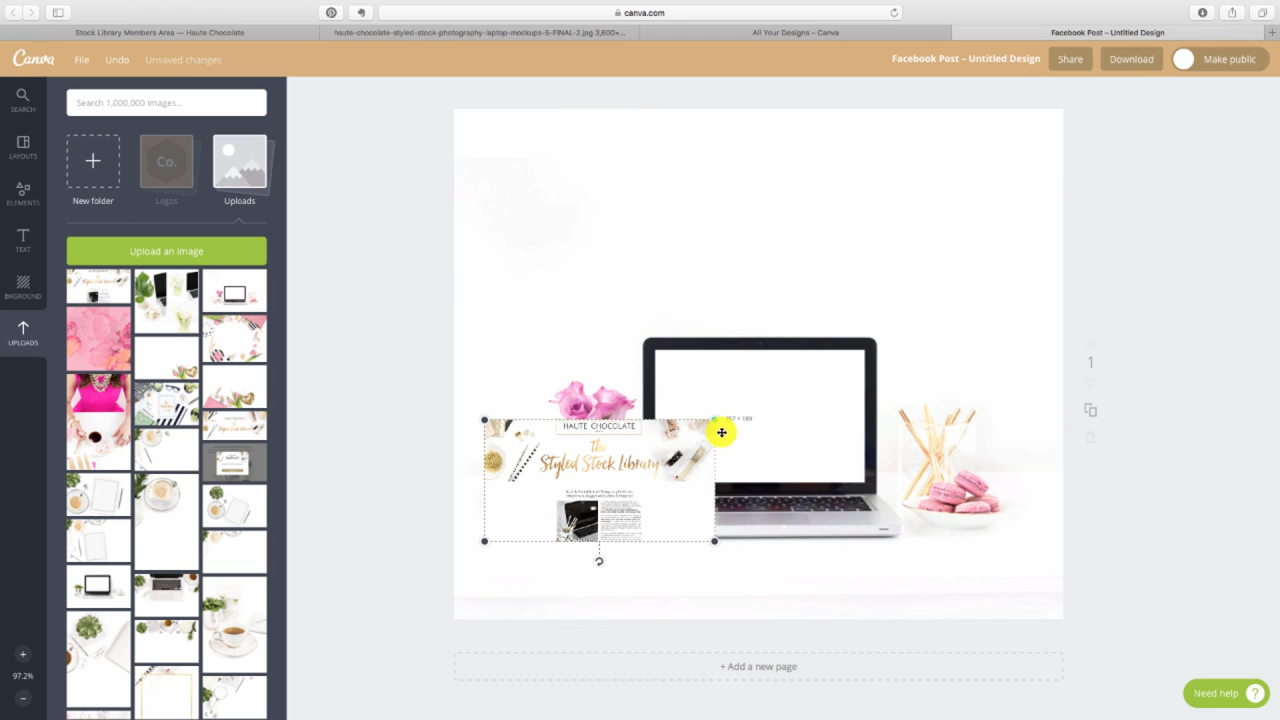 canva.com
Stock Library Members Area — Haute Chocolate
haute-chocolate-styled-stock-photography-laptop-mockups-5-FINAL-2.jpg 3,600×...
All Your Designs – Canva
Facebook Post – Untitled Design
Canva
File
Undo
Unsaved changes
Facebook Post – Untitled Design
Share
Download
Make public
SEARCH
LAYOUTS
ELEMENTS
TEXT
BKGROUND
UPLOADS
97.2%
Search 1,000,000 images...
New folder
Co.
Logos
Uploads
Upload an image
HAUTE CHOCOLATE
the
Styled Stock Library
1
+ Add a new page
Need help ?